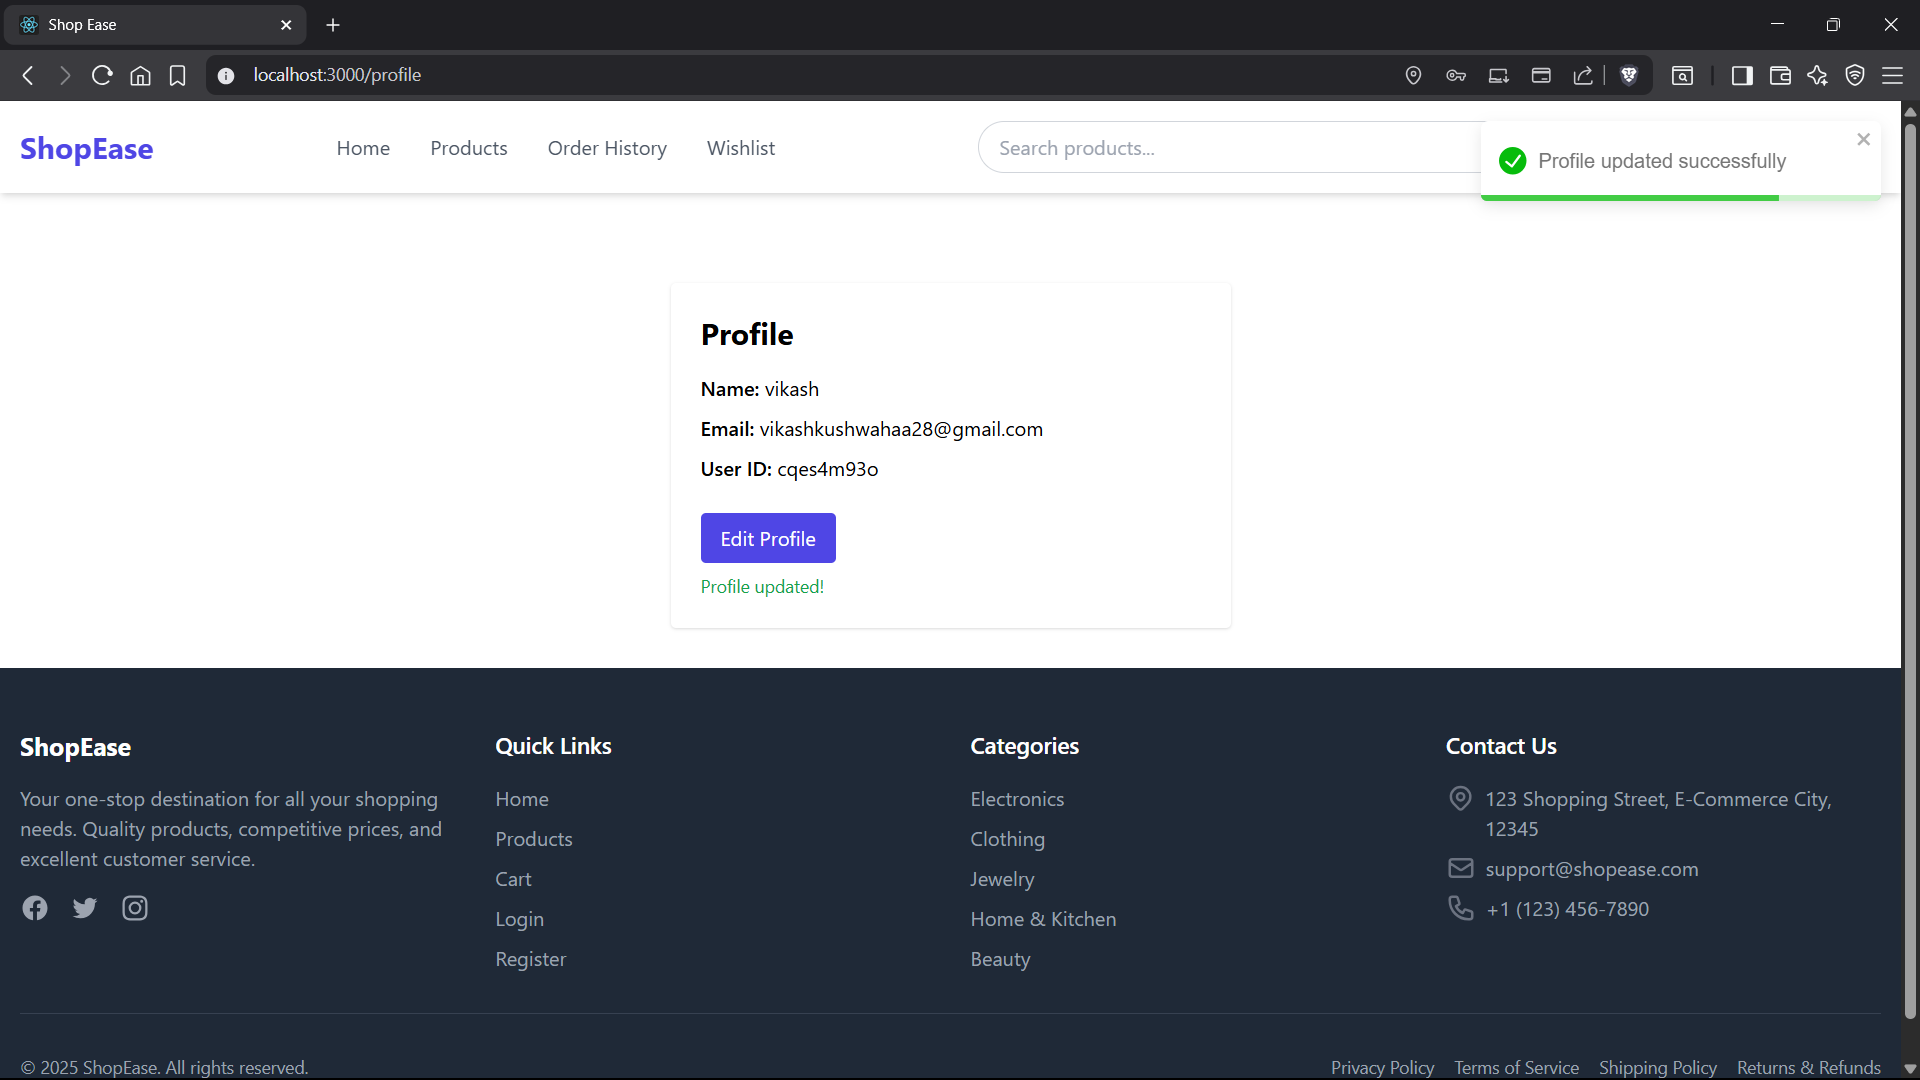 Shop Ease
localhost:3000/profile
ShopEase
Home
Products
Order History
Wishlist
Search products...
Profile updated successfully
Profile
Name: vikash
Email: vikashkushwahaa28@gmail.com
User ID: cqes4m93o
Edit Profile
Profile updated!
ShopEase
Your one-stop destination for all your shopping
needs. Quality products, competitive prices, and
excellent customer service.
Quick Links
Home
Products
Cart
Login
Register
Categories
Electronics
Clothing
Jewelry
Home & Kitchen
Beauty
Contact Us
123 Shopping Street, E-Commerce City,
12345
support@shopease.com
+1 (123) 456-7890
© 2025 ShopEase. All rights reserved.
Privacy Policy
Terms of Service
Shipping Policy
Returns & Refunds